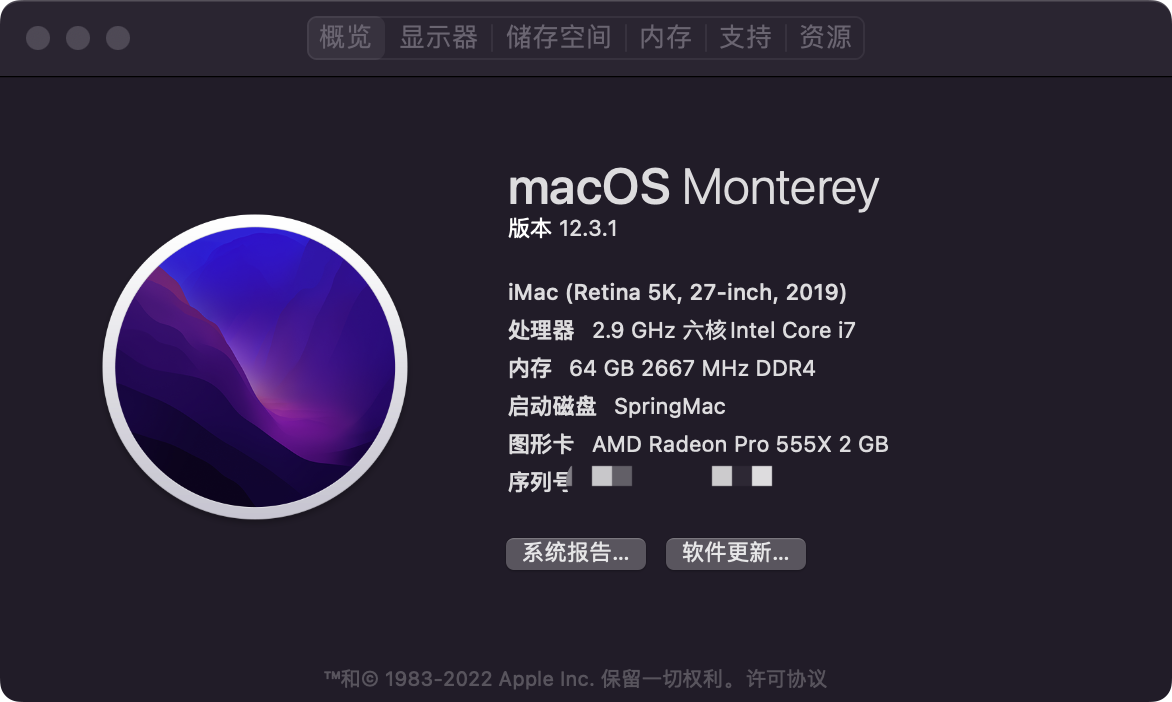 概览 显示器 储存空间 内存 支持 资源
macOS Monterey
版本 12.3.1
iMac (Retina 5K, 27-inch, 2019)
处理器 2.9 GHz 六核Intel Core i7
内存 64 GB 2667 MHz DDR4
启动磁盘 SpringMac
图形卡 AMD Radeon Pro 555X 2 GB
序列号
系统报告... 软件更新...
™和© 1983-2022 Apple Inc. 保留一切权利。许可协议